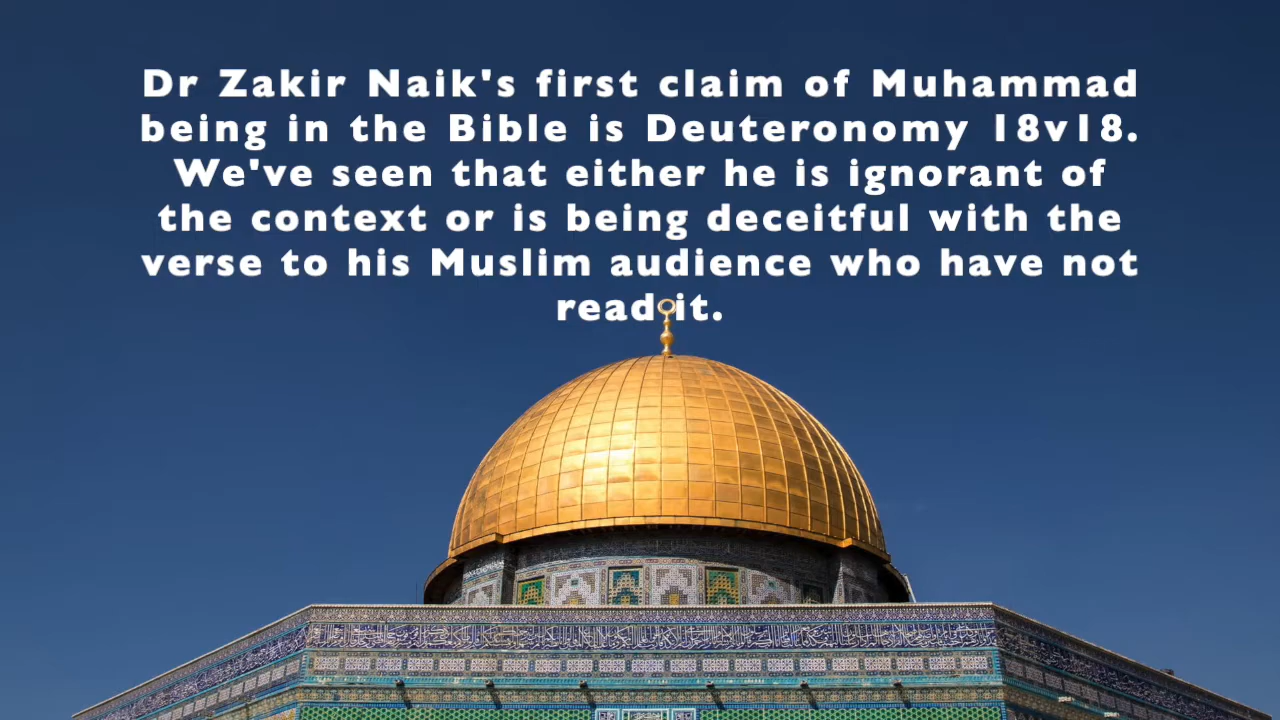 Dr Zakir Naik's first claim of Muhammad
being in the Bible is Deuteronomy 18v18.
We've seen that either he is ignorant of
the context or is being deceitful with the
verse to his Muslim audience who have not
read it.